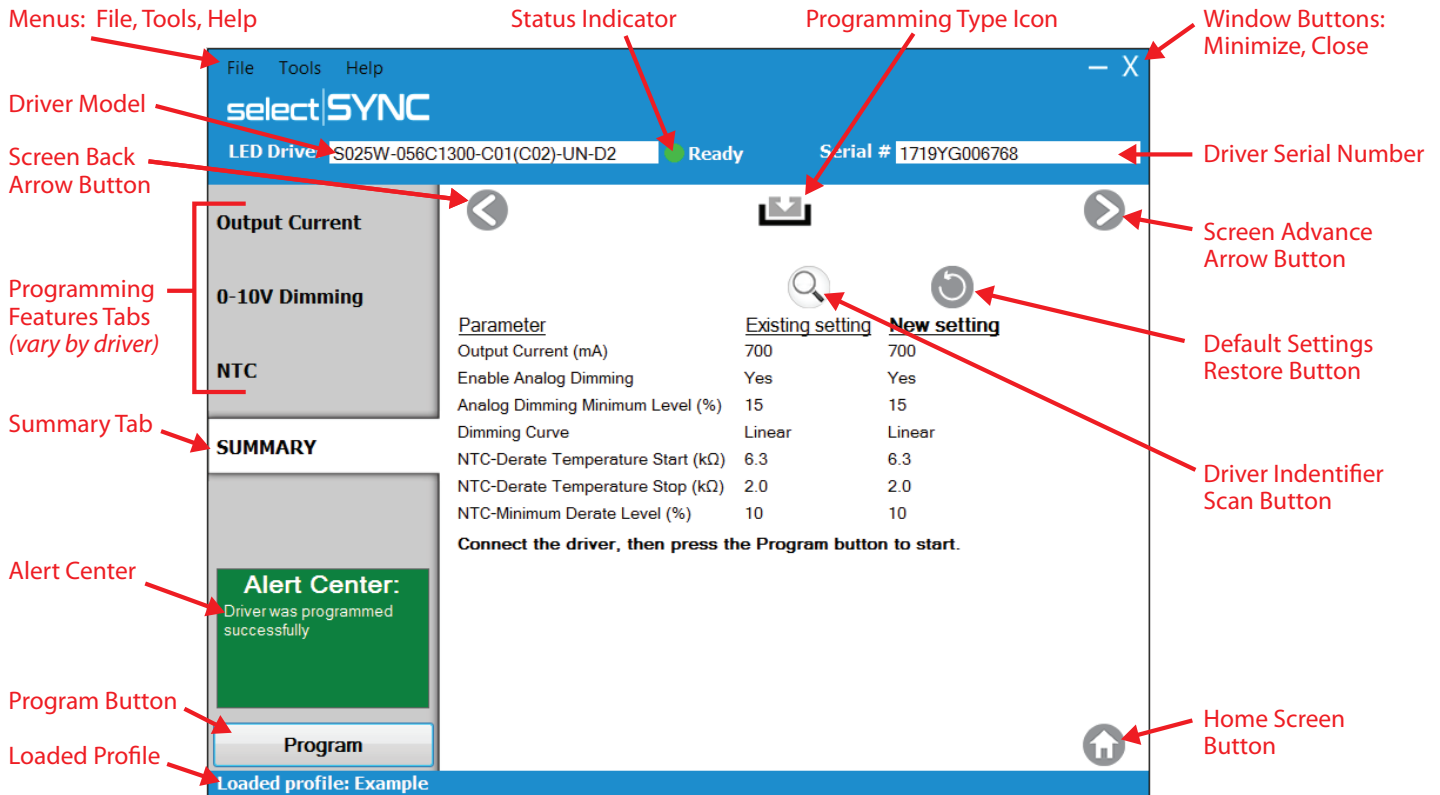 Menus: File, Tools, Help
Status Indicator
Programming Type Icon
Window Buttons:
Minimize, Close
File Tools Help
— X
select|SYNC
Driver Model
LED Drive S025W-056C1300-C01(C02)-UN-D2 Ready Serial # 1719YG006768
Driver Serial Number
Screen Back
Arrow Button
Screen Advance
Arrow Button
Programming
Features Tabs
(vary by driver)
Output Current
0-10V Dimming
NTC
Default Settings
Restore Button
Parameter Existing setting New setting
Output Current (mA) 700 700
Enable Analog Dimming Yes Yes
Analog Dimming Minimum Level (%) 15 15
Dimming Curve Linear Linear
NTC-Derate Temperature Start (kΩ) 6.3 6.3
NTC-Derate Temperature Stop (kΩ) 2.0 2.0
NTC-Minimum Derate Level (%) 10 10
Connect the driver, then press the Program button to start.
Summary Tab
SUMMARY
Driver Indentifier
Scan Button
Alert Center
Alert Center:
Driver was programmed
successfully
Program Button
Program
Home Screen
Button
Loaded Profile
Loaded profile: Example